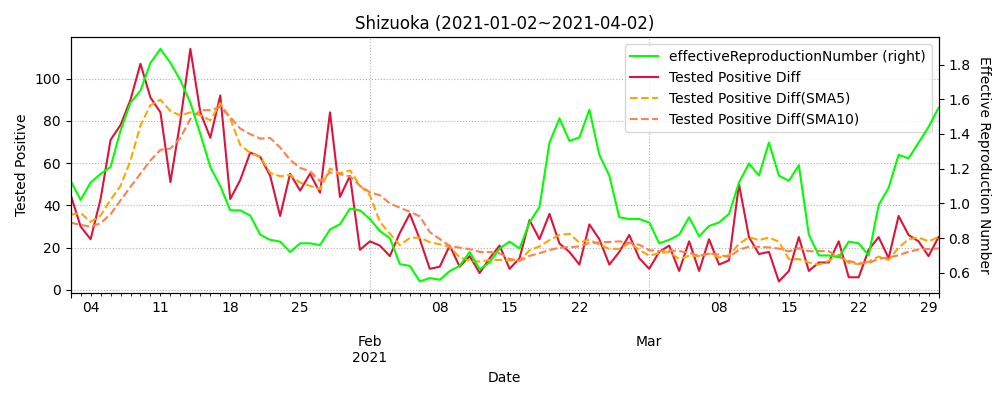 Shizuoka (2021-01-02~2021-04-02)
effectiveReproductionNumber (right)
Tested Positive Diff
Tested Positive Diff(SMA5)
Tested Positive Diff(SMA10)
Tested Positive
100
80
60
40
20
0
1.8
1.6
1.4
1.2
1.0
0.8
0.6
Effective Reproduction Number
04 11 18 25 08 15 22 08 15 22 29
Feb Mar
2021
Date